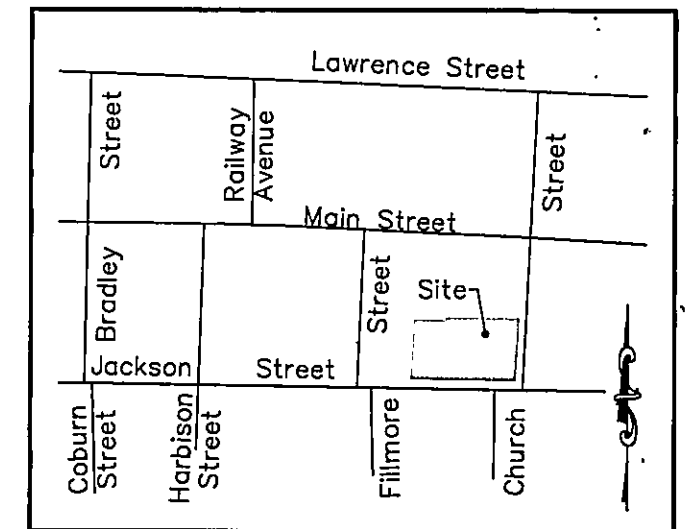 Lawrence Street
Street
Railway
Avenue
Street
Main Street
Bradley
Street
Site
Jackson Street
Coburn
Street
Harbison
Street
Fillmore
Church